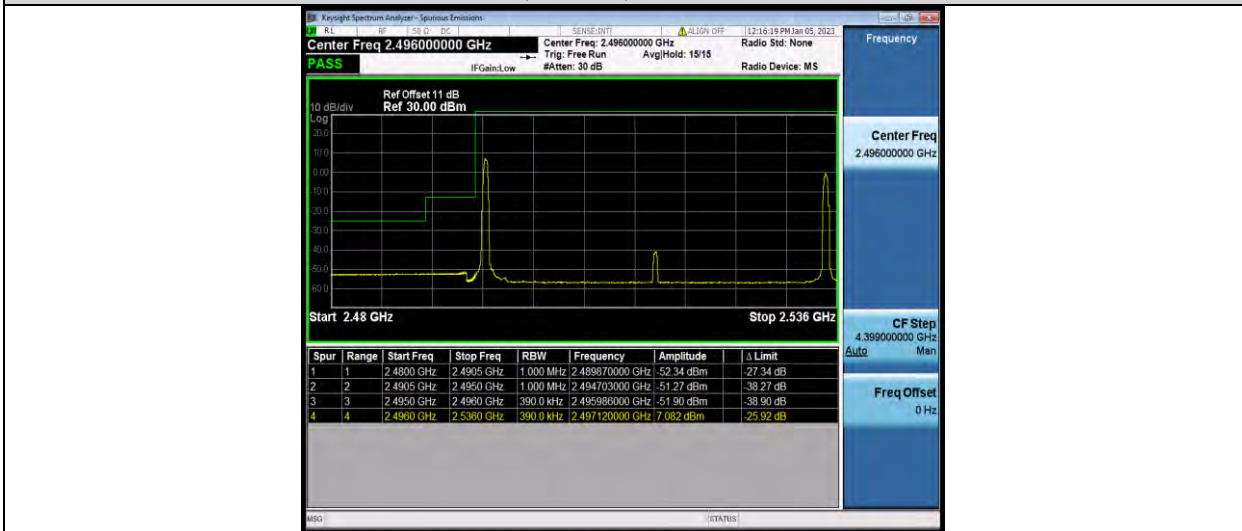 Keysight Spectrum Analyzer - Spurious Emissions
RL RF 50 Ω DC SENSE:INT ALIGN OFF 12:16:19 PM Jan 05, 2023
Center Freq 2.496000000 GHz Center Freq: 2.496000000 GHz Radio Std: None
Trig: Free Run Avg|Hold: 15/15
PASS IFGain:Low #Atten: 30 dB Radio Device: MS
Ref Offset 11 dB
10 dB/div Ref 30.00 dBm
Log
20.0
10.0
0.00
-10.0
-20.0
-30.0
-40.0
-50.0
-60.0
Start 2.48 GHz Stop 2.536 GHz
Spur Range Start Freq Stop Freq RBW Frequency Amplitude Δ Limit
1 1 2.4800 GHz 2.4905 GHz 1.000 MHz 2.489870000 GHz -52.34 dBm -27.34 dB
2 2 2.4905 GHz 2.4950 GHz 1.000 MHz 2.494703000 GHz -51.27 dBm -38.27 dB
3 3 2.4950 GHz 2.4960 GHz 390.0 kHz 2.495986000 GHz -51.90 dBm -38.90 dB
4 4 2.4960 GHz 2.5360 GHz 390.0 kHz 2.497120000 GHz 7.082 dBm -25.92 dB
MSG STATUS
Frequency
Center Freq
2.496000000 GHz
CF Step
4.399000000 GHz
Auto Man
Freq Offset
0 Hz